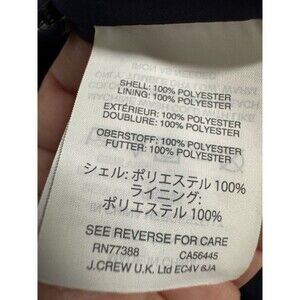 SHELL: 100% POLYESTER
LINING: 100% POLYESTER
EXTÉRIEUR: 100% POLYESTER
DOUBLURE: 100% POLYESTER
OBERSTOFF: 100% POLYESTER
FUTTER: 100% POLYESTER
シェル: ポリエステル 100%
ライニング:
ポリエステル 100%
SEE REVERSE FOR CARE
RN77388 CA56445
J.CREW U.K. Ltd EC4V 6JA